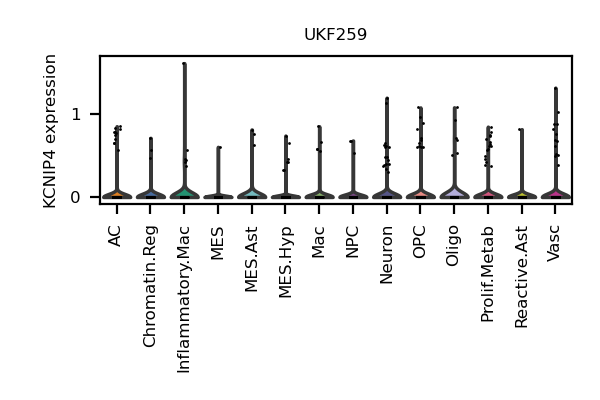 UKF259
KCNIP4 expression
1
0
AC
Chromatin.Reg
Inflammatory.Mac
MES
MES.Ast
MES.Hyp
Mac
NPC
Neuron
OPC
Oligo
Prolif.Metab
Reactive.Ast
Vasc